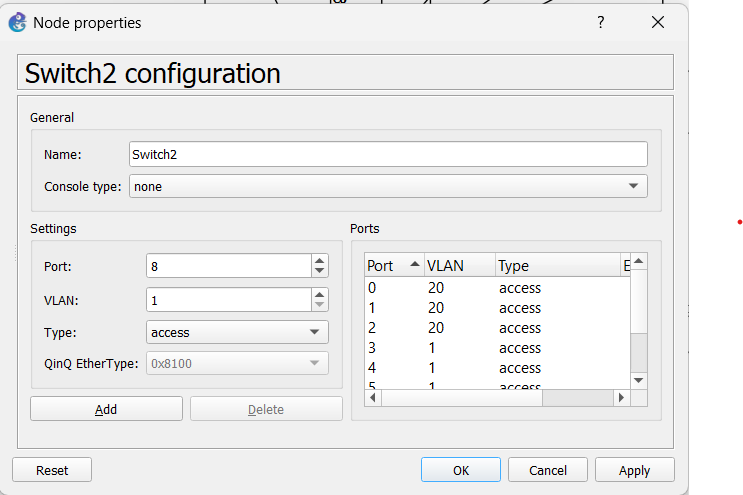 Node properties
?
Switch2 configuration
General
Name: Switch2
Console type: none
Settings
Port: 8
VLAN: 1
Type: access
QinQ EtherType: 0x8100
Add Delete
Ports
Port VLAN Type E
0 20 access
1 20 access
2 20 access
3 1 access
4 1 access
5 1 access
Reset OK Cancel Apply